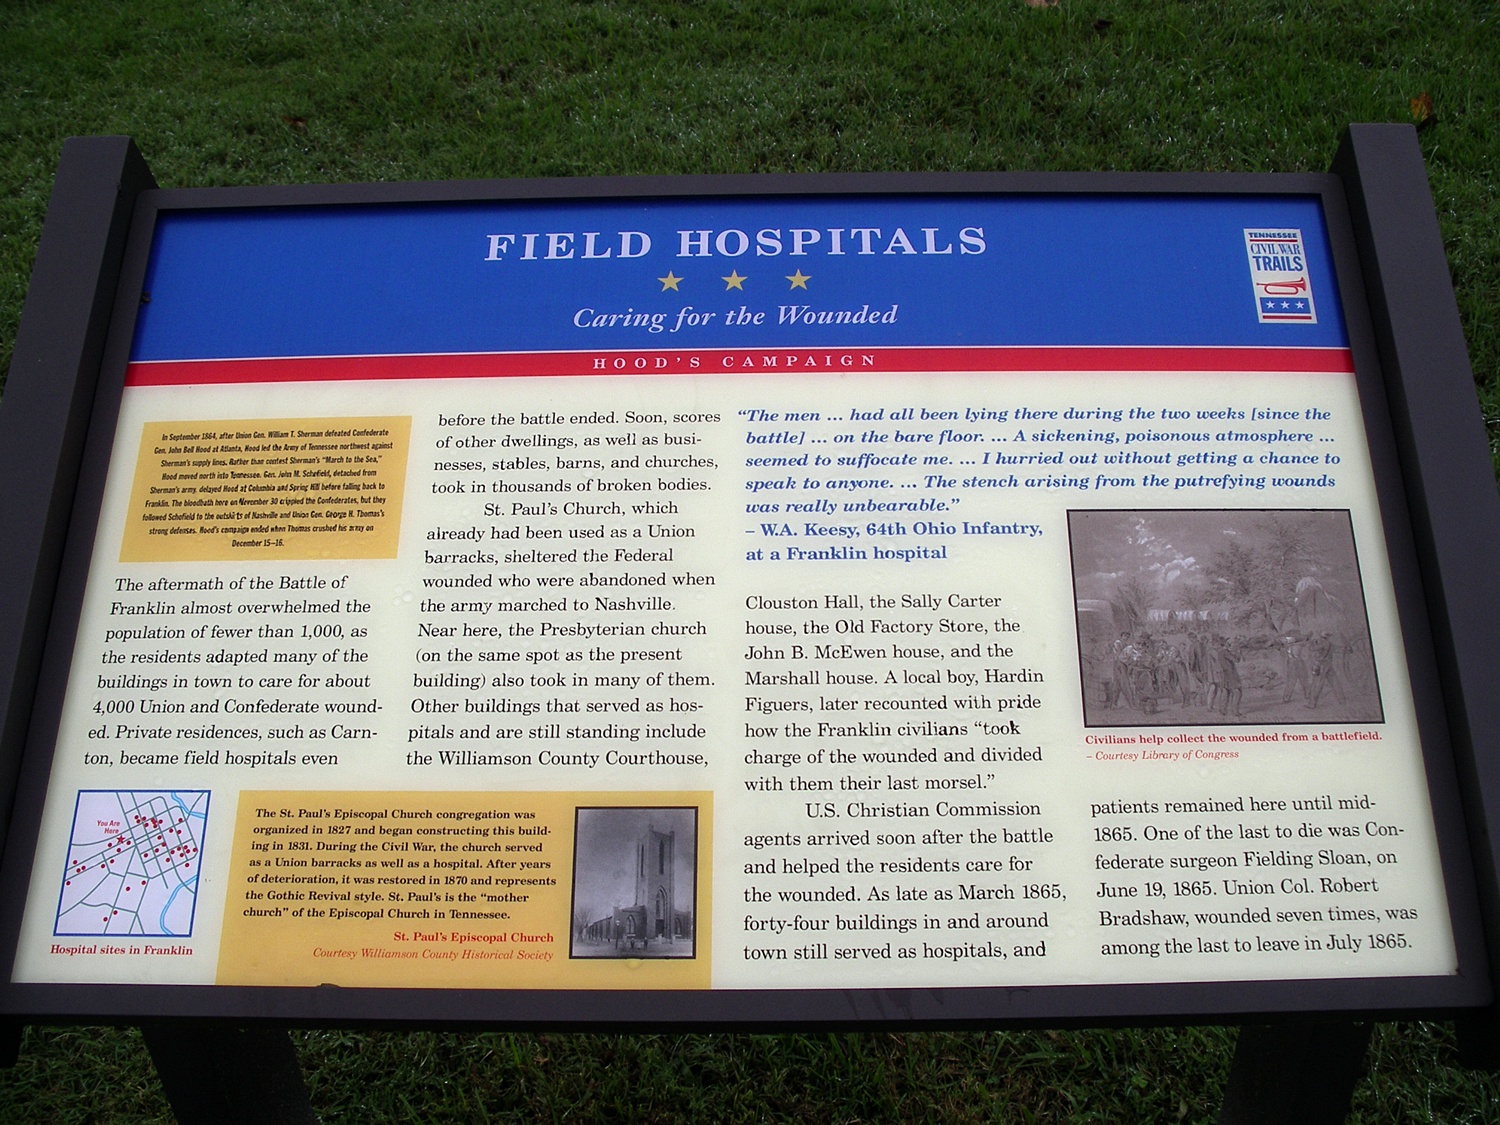 FIELD HOSPITALS
Caring for the Wounded
HOOD'S CAMPAIGN
TENNESSEE
CIVIL WAR
TRAILS
In September 1864, after Union Gen. William T. Sherman defeated Confederate
Gen. John Bell Hood at Atlanta, Hood led the Army of Tennessee northwest against
Sherman's supply lines. Rather than contest Sherman's "March to the Sea,"
Hood moved north into Tennessee. Gen. John M. Schofield, detached from
Sherman's army, delayed Hood at Columbia and Spring Hill before falling back to
Franklin. The bloodbath here on November 30 crippled the Confederates, but they
followed Schofield to the outskirts of Nashville and Union Gen. George H. Thomas's
strong defenses. Hood's campaign ended when Thomas crushed his army on
December 15–16.
The aftermath of the Battle of
Franklin almost overwhelmed the
population of fewer than 1,000, as
the residents adapted many of the
buildings in town to care for about
4,000 Union and Confederate wound-
ed. Private residences, such as Carn-
ton, became field hospitals even
before the battle ended. Soon, scores
of other dwellings, as well as busi-
nesses, stables, barns, and churches,
took in thousands of broken bodies.
St. Paul's Church, which
already had been used as a Union
barracks, sheltered the Federal
wounded who were abandoned when
the army marched to Nashville.
Near here, the Presbyterian church
(on the same spot as the present
building) also took in many of them.
Other buildings that served as hos-
pitals and are still standing include
the Williamson County Courthouse,
"The men ... had all been lying there during the two weeks [since the
battle] ... on the bare floor. ... A sickening, poisonous atmosphere ...
seemed to suffocate me. ... I hurried out without getting a chance to
speak to anyone. ... The stench arising from the putrefying wounds
was really unbearable."
– W.A. Keesy, 64th Ohio Infantry,
at a Franklin hospital
Clouston Hall, the Sally Carter
house, the Old Factory Store, the
John B. McEwen house, and the
Marshall house. A local boy, Hardin
Figuers, later recounted with pride
how the Franklin civilians "took
charge of the wounded and divided
with them their last morsel."
U.S. Christian Commission
agents arrived soon after the battle
and helped the residents care for
the wounded. As late as March 1865,
forty-four buildings in and around
town still served as hospitals, and
Civilians help collect the wounded from a battlefield.
– Courtesy Library of Congress
patients remained here until mid-
1865. One of the last to die was Con-
federate surgeon Fielding Sloan, on
June 19, 1865. Union Col. Robert
Bradshaw, wounded seven times, was
among the last to leave in July 1865.
You Are
Here
Hospital sites in Franklin
The St. Paul's Episcopal Church congregation was
organized in 1827 and began constructing this build-
ing in 1831. During the Civil War, the church served
as a Union barracks as well as a hospital. After years
of deterioration, it was restored in 1870 and represents
the Gothic Revival style. St. Paul's is the "mother
church" of the Episcopal Church in Tennessee.
St. Paul's Episcopal Church
Courtesy Williamson County Historical Society